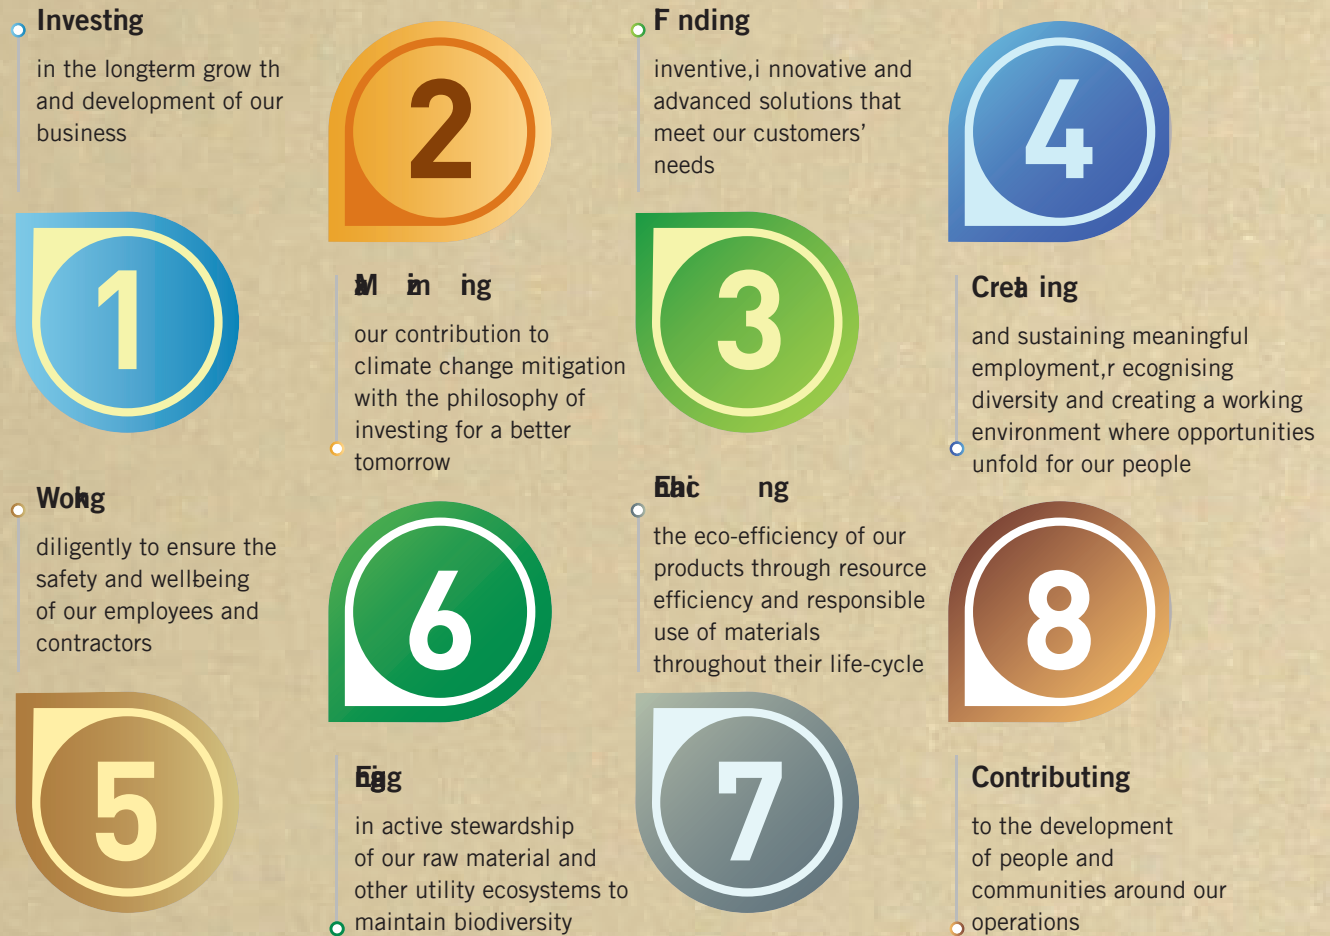 Investing
in the long-term grow th
and development of our
business
1
2
our contribution to
climate change mitigation
with the philosophy of
investing for a better
tomorrow
F nding
inventive,i nnovative and
advanced solutions that
meet our customers’
needs
3
4
and sustaining meaningful
employment,r ecognising
diversity and creating a working
environment where opportunities
unfold for our people
diligently to ensure the
safety and wellbeing
of our employees and
contractors
5
6
in active stewardship
of our raw material and
other utility ecosystems to
maintain biodiversity
the eco-efficiency of our
products through resource
efficiency and responsible
use of materials
throughout their life-cycle
7
8
Contributing
to the development
of people and
communities around our
operations